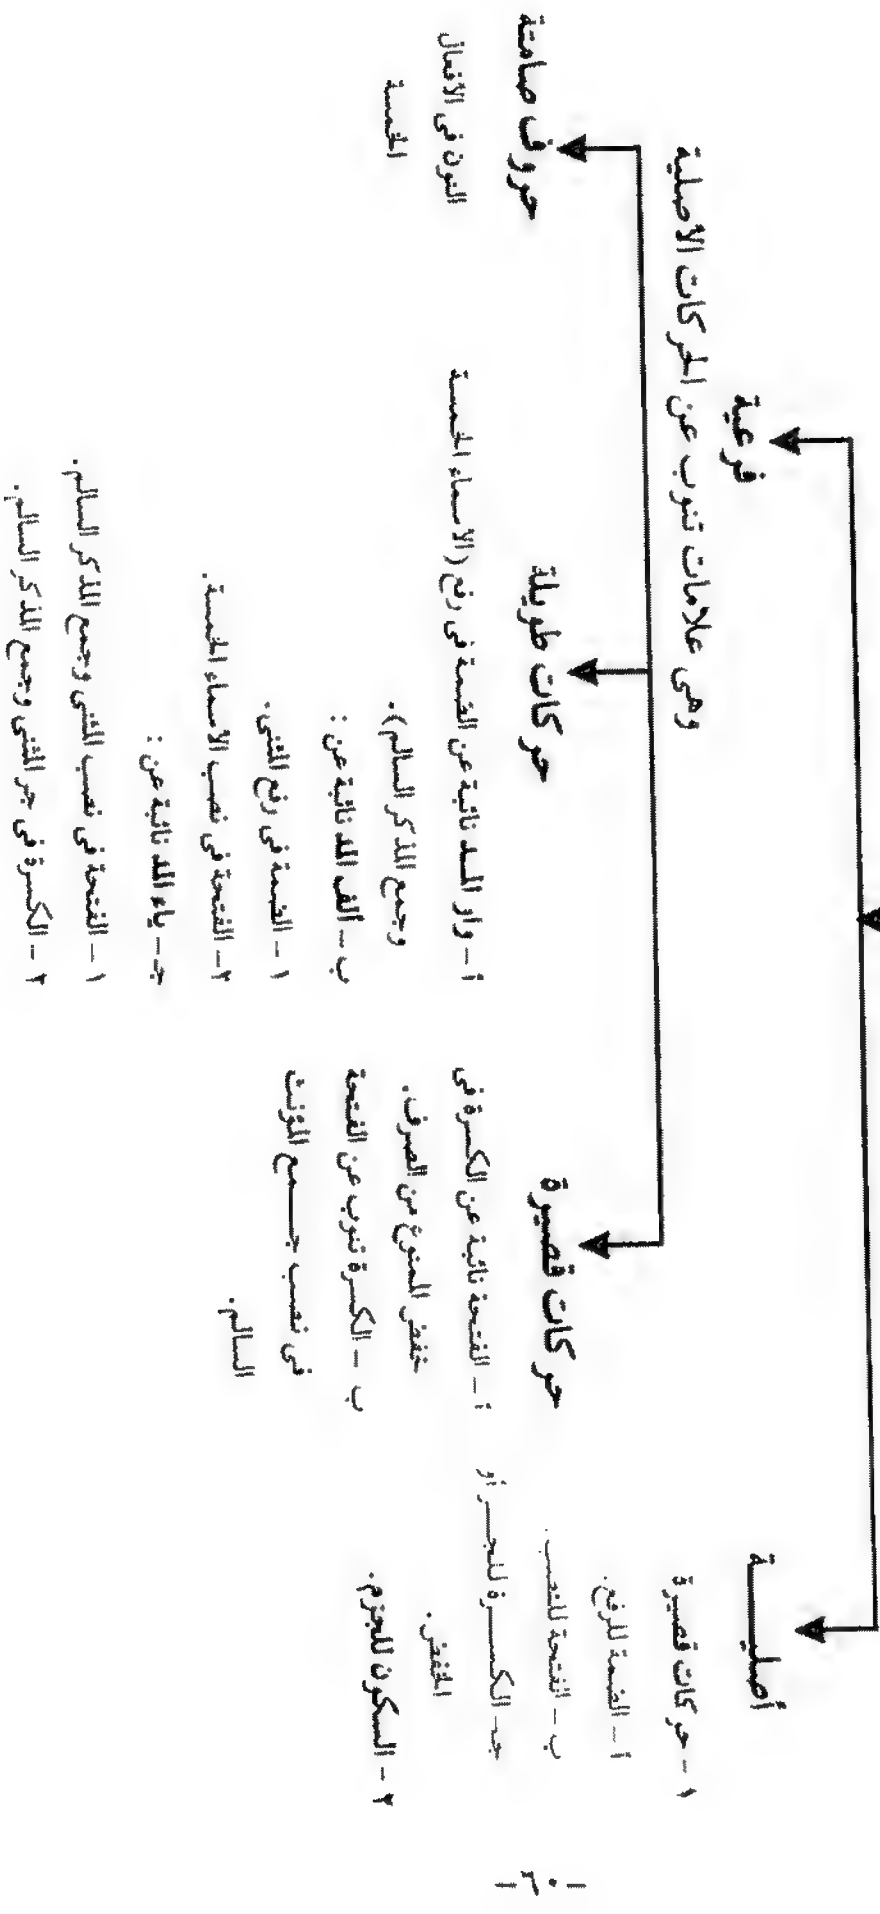 أصليـــــة
١ – حركات قصيرة
أ – الضمة للرفع.
ب – الفتحة للنصب.
جـ – الكسـرة للجـر أو
الخفض.
٢ – السكون للجزم.
فرعية
وهى علامات تنوب عن الحركات الأصلية
حركات قصيرة
أ – الفتحة نائبة عن الكسرة فى
خفض الممنوع من الصرف.
ب – الكسرة تنوب عن الفتحة
فى نصب جـمـع المؤنث
السالم.
حركات طويلة
أ – واو المـد نائبة عن الضمة فى رفع (الأسماء الخمسة
وجمع المذكر السالم).
ب – ألف المد نائبة عن :
١ – الضمة فى رفع المثنى.
٢ – الفتحة فى نصب الأسماء الخمسة.
جـ – ياء المد نائبة عن :
١ – الفتحة فى نصب المثنى وجمع المذكر السالم.
٢ – الكسرة فى جر المثنى وجمع المذكر السالم.
حروف صامتة
النون فى الأفعال
الخمسة
–٦٠–